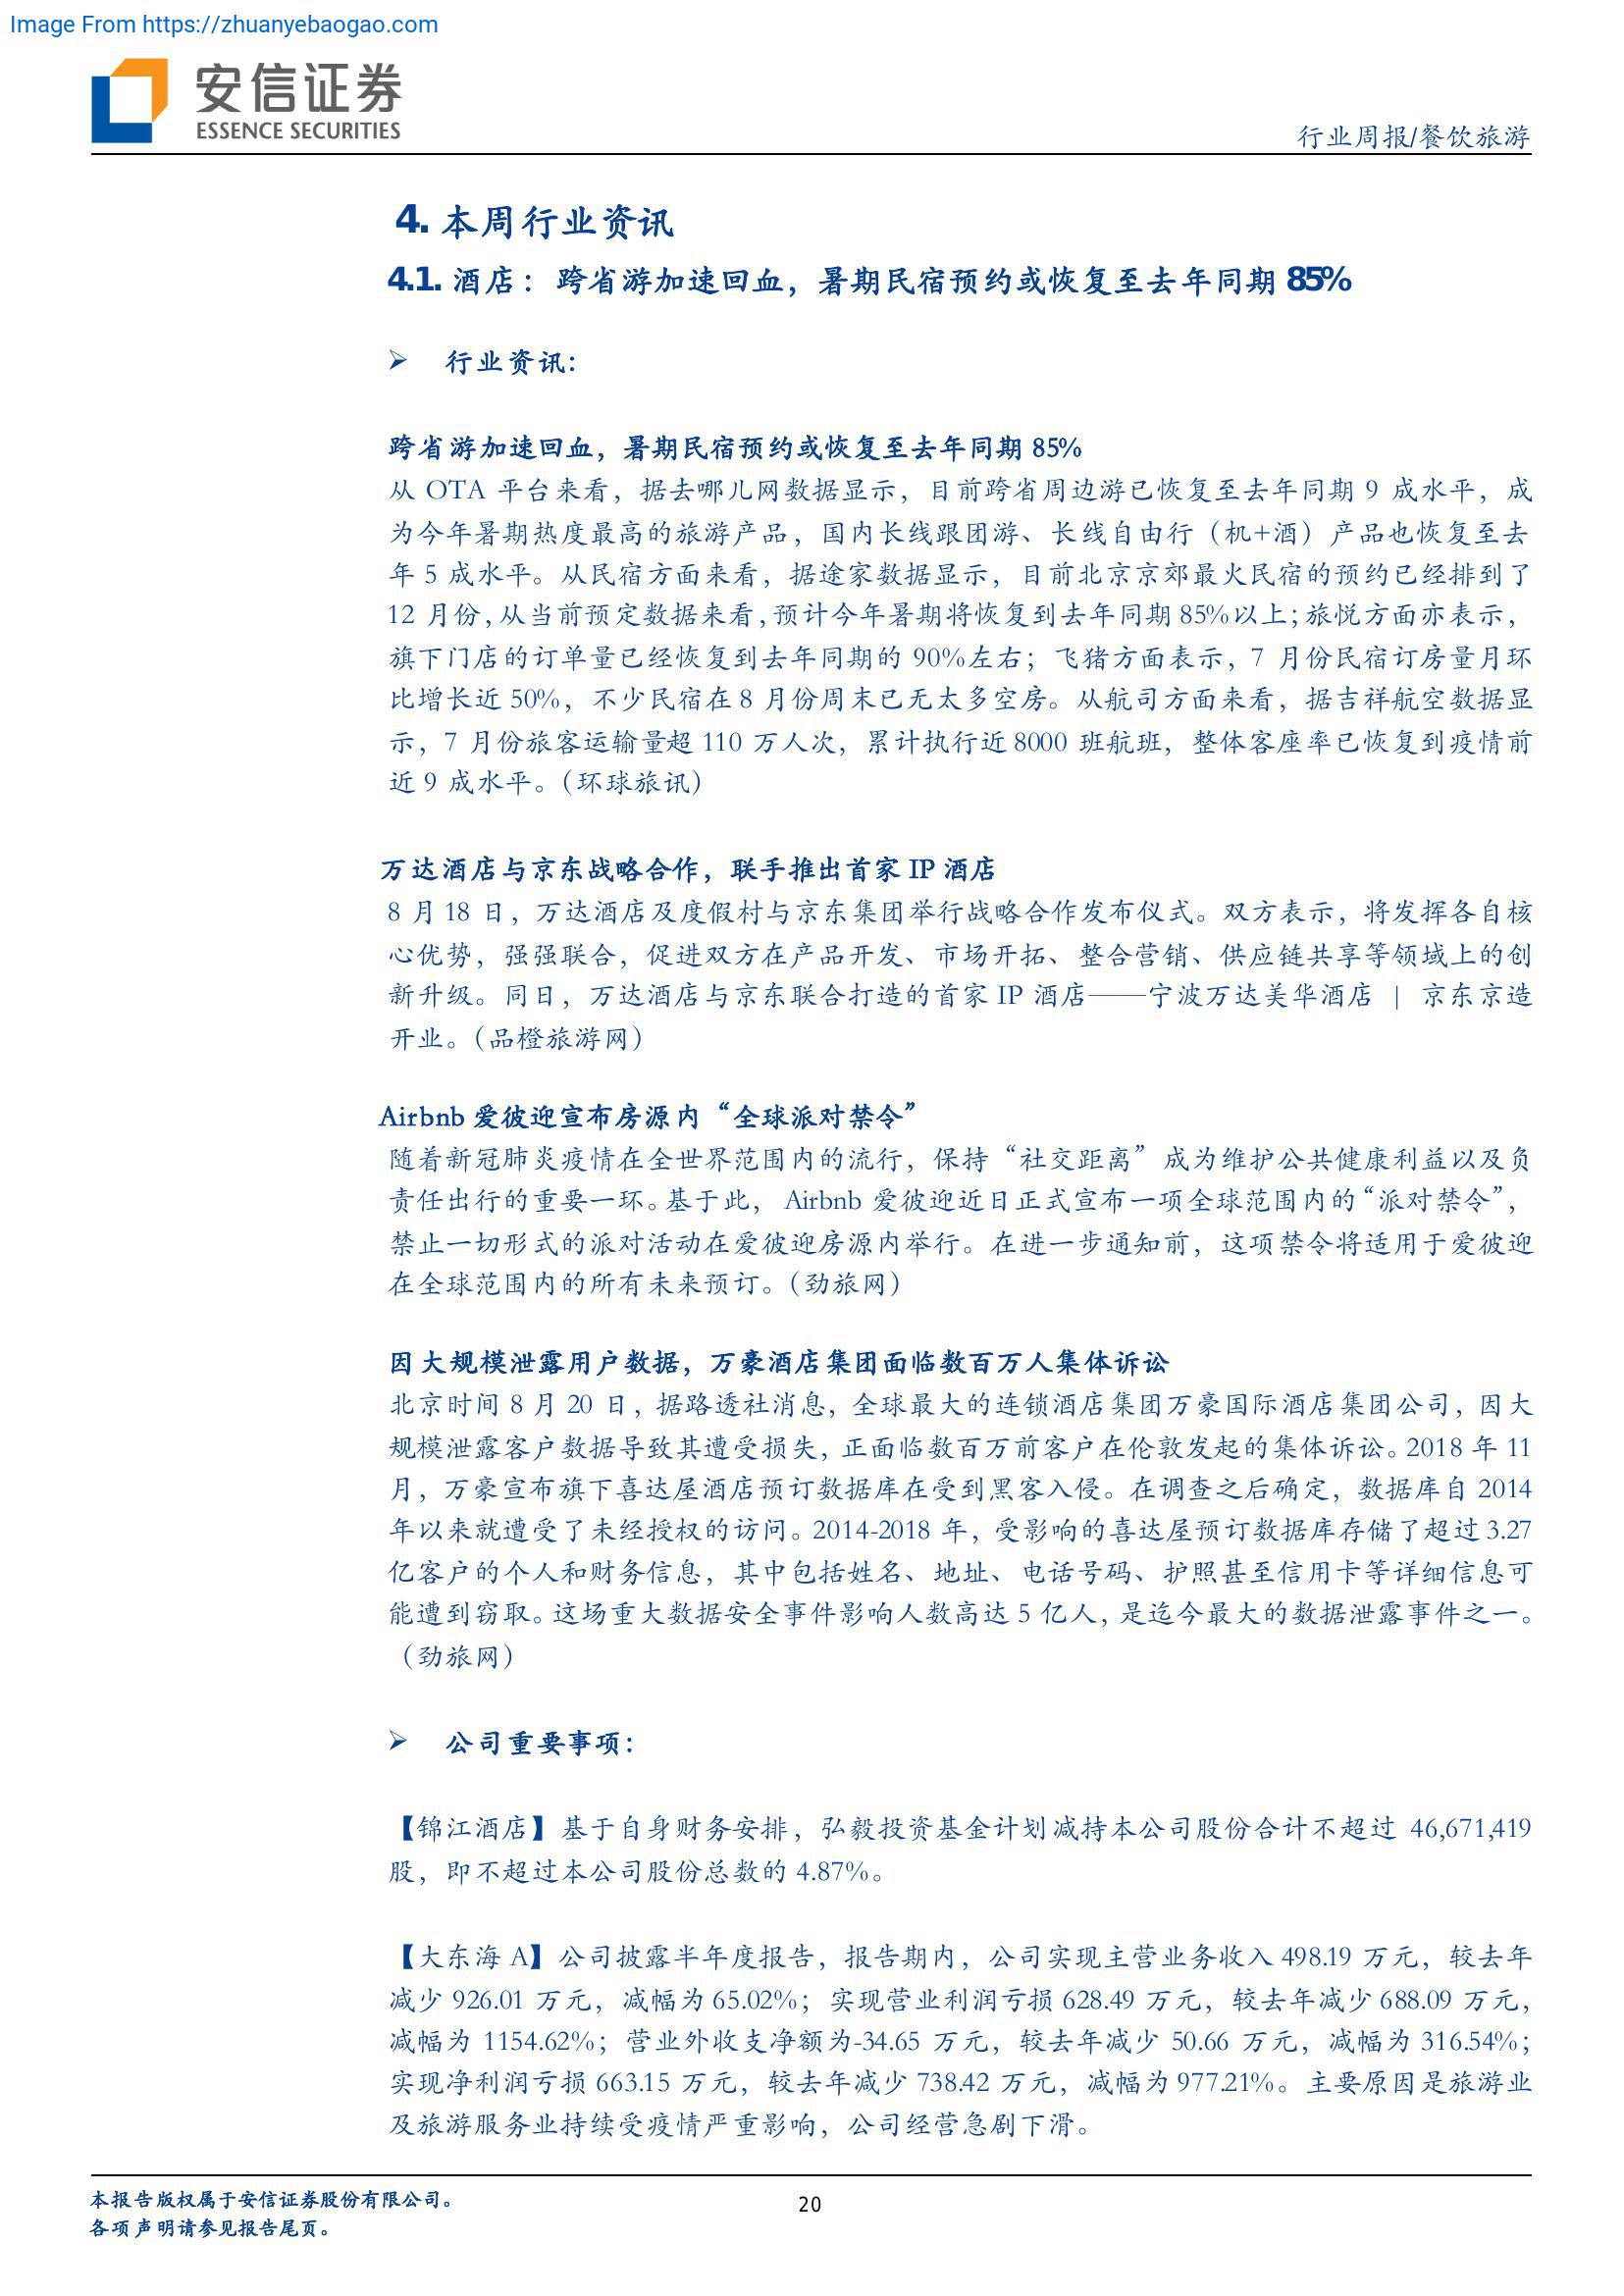 Image From https://zhuanyebaogao.com
安信证券
ESSENCE SECURITIES
行业周报/餐饮旅游
4. 本周行业资讯
4.1. 酒店：跨省游加速回血，暑期民宿预约或恢复至去年同期 85%
➢ 行业资讯：
跨省游加速回血，暑期民宿预约或恢复至去年同期 85%
从 OTA 平台来看，据去哪儿网数据显示，目前跨省周边游已恢复至去年同期 9 成水平，成
为今年暑期热度最高的旅游产品，国内长线跟团游、长线自由行（机+酒）产品也恢复至去
年 5 成水平。从民宿方面来看，据途家数据显示，目前北京京郊最火民宿的预约已经排到了
12 月份，从当前预定数据来看，预计今年暑期将恢复到去年同期 85%以上；旅悦方面亦表示，
旗下门店的订单量已经恢复到去年同期的 90%左右；飞猪方面表示，7 月份民宿订房量月环
比增长近 50%，不少民宿在 8 月份周末已无太多空房。从航司方面来看，据吉祥航空数据显
示，7 月份旅客运输量超 110 万人次，累计执行近 8000 班航班，整体客座率已恢复到疫情前
近 9 成水平。（环球旅讯）
万达酒店与京东战略合作，联手推出首家 IP 酒店
8 月 18 日，万达酒店及度假村与京东集团举行战略合作发布仪式。双方表示，将发挥各自核
心优势，强强联合，促进双方在产品开发、市场开拓、整合营销、供应链共享等领域上的创
新升级。同日，万达酒店与京东联合打造的首家 IP 酒店——宁波万达美华酒店 | 京东京造
开业。（品橙旅游网）
Airbnb 爱彼迎宣布房源内“全球派对禁令”
随着新冠肺炎疫情在全世界范围内的流行，保持“社交距离”成为维护公共健康利益以及负
责任出行的重要一环。基于此， Airbnb 爱彼迎近日正式宣布一项全球范围内的“派对禁令”，
禁止一切形式的派对活动在爱彼迎房源内举行。在进一步通知前，这项禁令将适用于爱彼迎
在全球范围内的所有未来预订。（劲旅网）
因大规模泄露用户数据，万豪酒店集团面临数百万人集体诉讼
北京时间 8 月 20 日，据路透社消息，全球最大的连锁酒店集团万豪国际酒店集团公司，因大
规模泄露客户数据导致其遭受损失，正面临数百万前客户在伦敦发起的集体诉讼。2018 年 11
月，万豪宣布旗下喜达屋酒店预订数据库在受到黑客入侵。在调查之后确定，数据库自 2014
年以来就遭受了未经授权的访问。2014-2018 年，受影响的喜达屋预订数据库存储了超过 3.27
亿客户的个人和财务信息，其中包括姓名、地址、电话号码、护照甚至信用卡等详细信息可
能遭到窃取。这场重大数据安全事件影响人数高达 5 亿人，是迄今最大的数据泄露事件之一。
（劲旅网）
➢ 公司重要事项：
【锦江酒店】基于自身财务安排，弘毅投资基金计划减持本公司股份合计不超过 46,671,419
股，即不超过本公司股份总数的 4.87%。
【大东海 A】公司披露半年度报告，报告期内，公司实现主营业务收入 498.19 万元，较去年
减少 926.01 万元，减幅为 65.02%；实现营业利润亏损 628.49 万元，较去年减少 688.09 万元，
减幅为 1154.62%；营业外收支净额为-34.65 万元，较去年减少 50.66 万元，减幅为 316.54%；
实现净利润亏损 663.15 万元，较去年减少 738.42 万元，减幅为 977.21%。主要原因是旅游业
及旅游服务业持续受疫情严重影响，公司经营急剧下滑。
本报告版权属于安信证券股份有限公司。
各项声明请参见报告尾页。
20